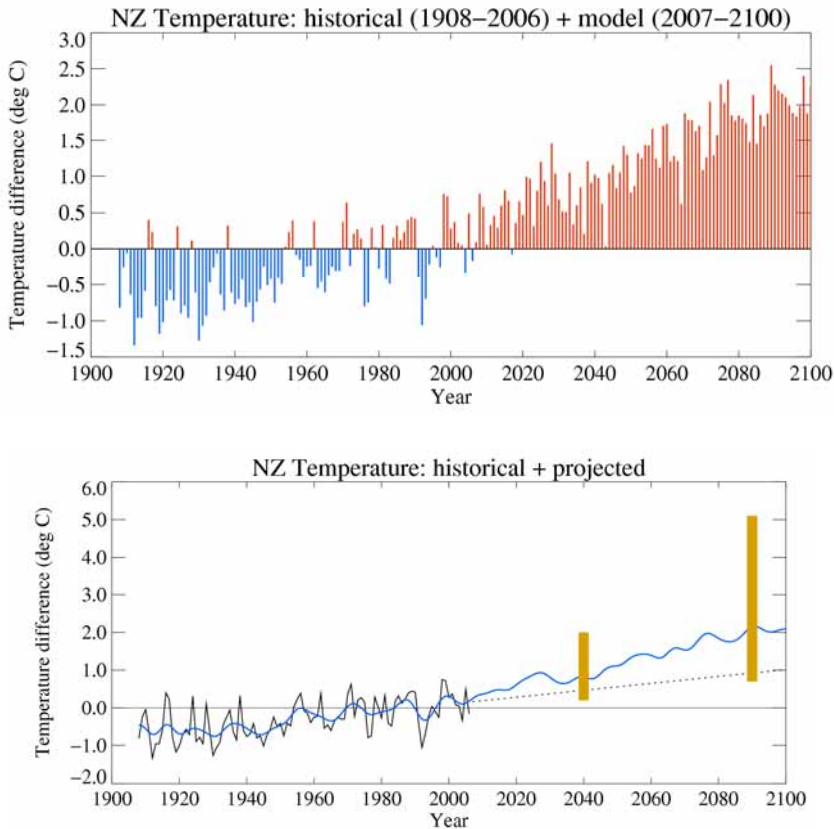 NZ Temperature: historical (1908−2006) + model (2007−2100)
Temperature difference (deg C)
3.0
2.5
2.0
1.5
1.0
0.5
0.0
−0.5
−1.0
−1.5
1900 1920 1940 1960 1980 2000 2020 2040 2060 2080 2100
Year
NZ Temperature: historical + projected
Temperature difference (deg C)
6.0
5.0
4.0
3.0
2.0
1.0
0.0
−1.0
−2.0
1900 1920 1940 1960 1980 2000 2020 2040 2060 2080 2100
Year